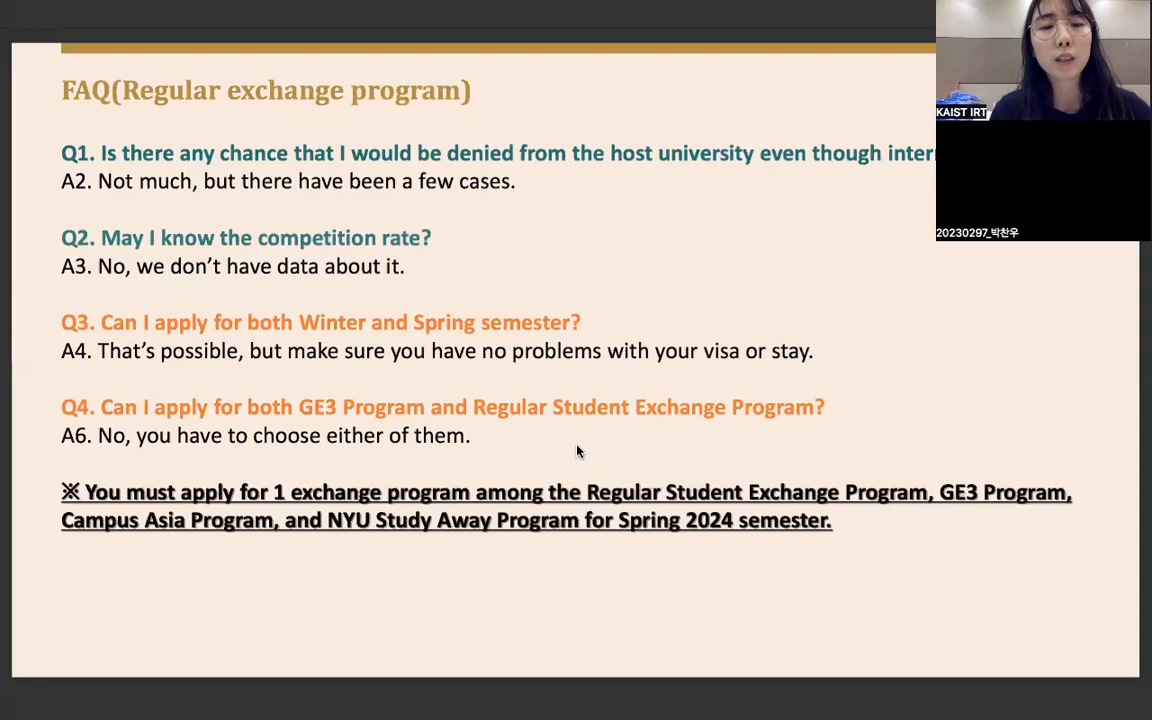 FAQ(Regular exchange program)
Q1. Is there any chance that I would be denied from the host university even though
A2. Not much, but there have been a few cases.
Q2. May I know the competition rate?
A3. No, we don’t have data about it.
Q3. Can I apply for both Winter and Spring semester?
A4. That’s possible, but make sure you have no problems with your visa or stay.
Q4. Can I apply for both GE3 Program and Regular Student Exchange Program?
A6. No, you have to choose either of them.
※ You must apply for 1 exchange program among the Regular Student Exchange Program, GE3 Program,
Campus Asia Program, and NYU Study Away Program for Spring 2024 semester.
KAIST IRT
20230297_박찬우